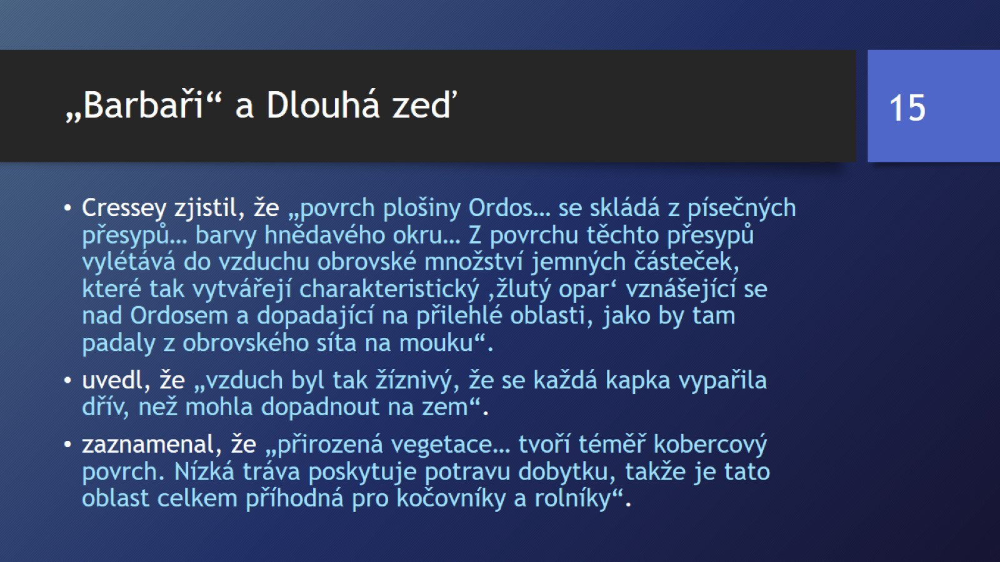 „Barbaři“ a Dlouhá zeď
15
• Cressey zjistil, že „povrch plošiny Ordos… se skládá z písečných
přesypů… barvy hnědavého okru… Z povrchu těchto přesypů
vylétává do vzduchu obrovské množství jemných částeček,
které tak vytvářejí charakteristický ‚žlutý opar‘ vznášející se
nad Ordosem a dopadající na přilehlé oblasti, jako by tam
padaly z obrovského síta na mouku“.
• uvedl, že „vzduch byl tak žíznivý, že se každá kapka vypařila
dřív, než mohla dopadnout na zem“.
• zaznamenal, že „přirozená vegetace… tvoří téměř kobercový
povrch. Nízká tráva poskytuje potravu dobytku, takže je tato
oblast celkem příhodná pro kočovníky a rolníky“.